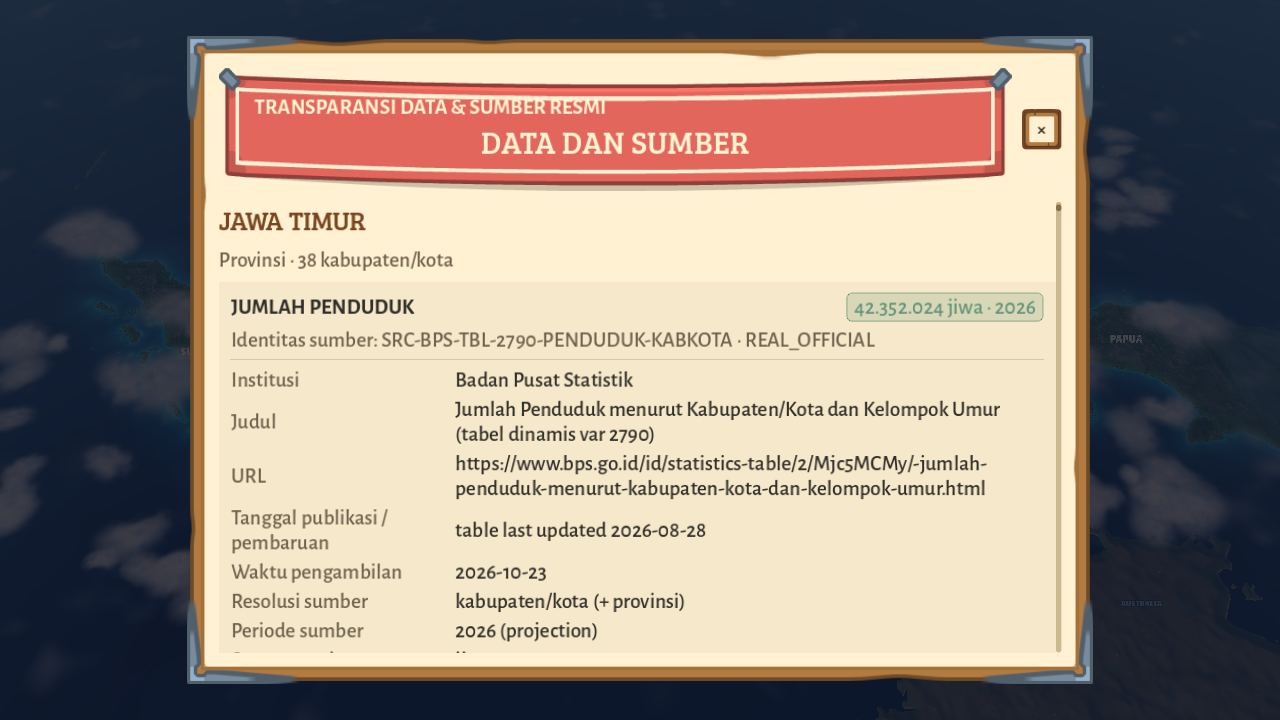 TRANSPARANSI DATA & SUMBER RESMI
DATA DAN SUMBER
×
JAWA TIMUR
Provinsi · 38 kabupaten/kota
JUMLAH PENDUDUK
42.352.024 jiwa · 2026
Identitas sumber: SRC-BPS-TBL-2790-PENDUDUK-KABKOTA · REAL_OFFICIAL
Institusi
Badan Pusat Statistik
Judul
Jumlah Penduduk menurut Kabupaten/Kota dan Kelompok Umur
(tabel dinamis var 2790)
URL
https://www.bps.go.id/id/statistics-table/2/Mjc5MCMy/-jumlah-
penduduk-menurut-kabupaten-kota-dan-kelompok-umur.html
Tanggal publikasi /
pembaruan
table last updated 2026-08-28
Waktu pengambilan
2026-10-23
Resolusi sumber
kabupaten/kota (+ provinsi)
Periode sumber
2026 (projection)
PAPUA
AUSTRALIA